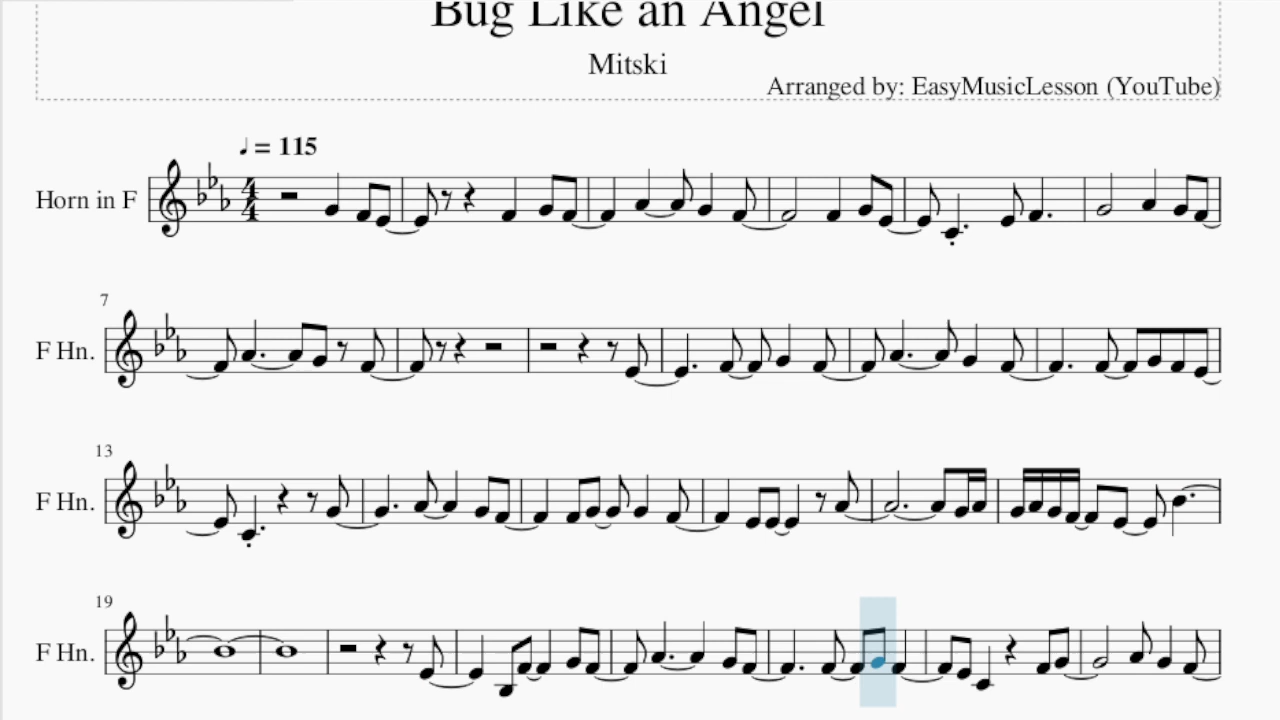 Bug Like an Angel
Mitski
Arranged by: EasyMusicLesson (YouTube)
♩ = 115
Horn in F
4
4
7
F Hn.
13
F Hn.
19
F Hn.